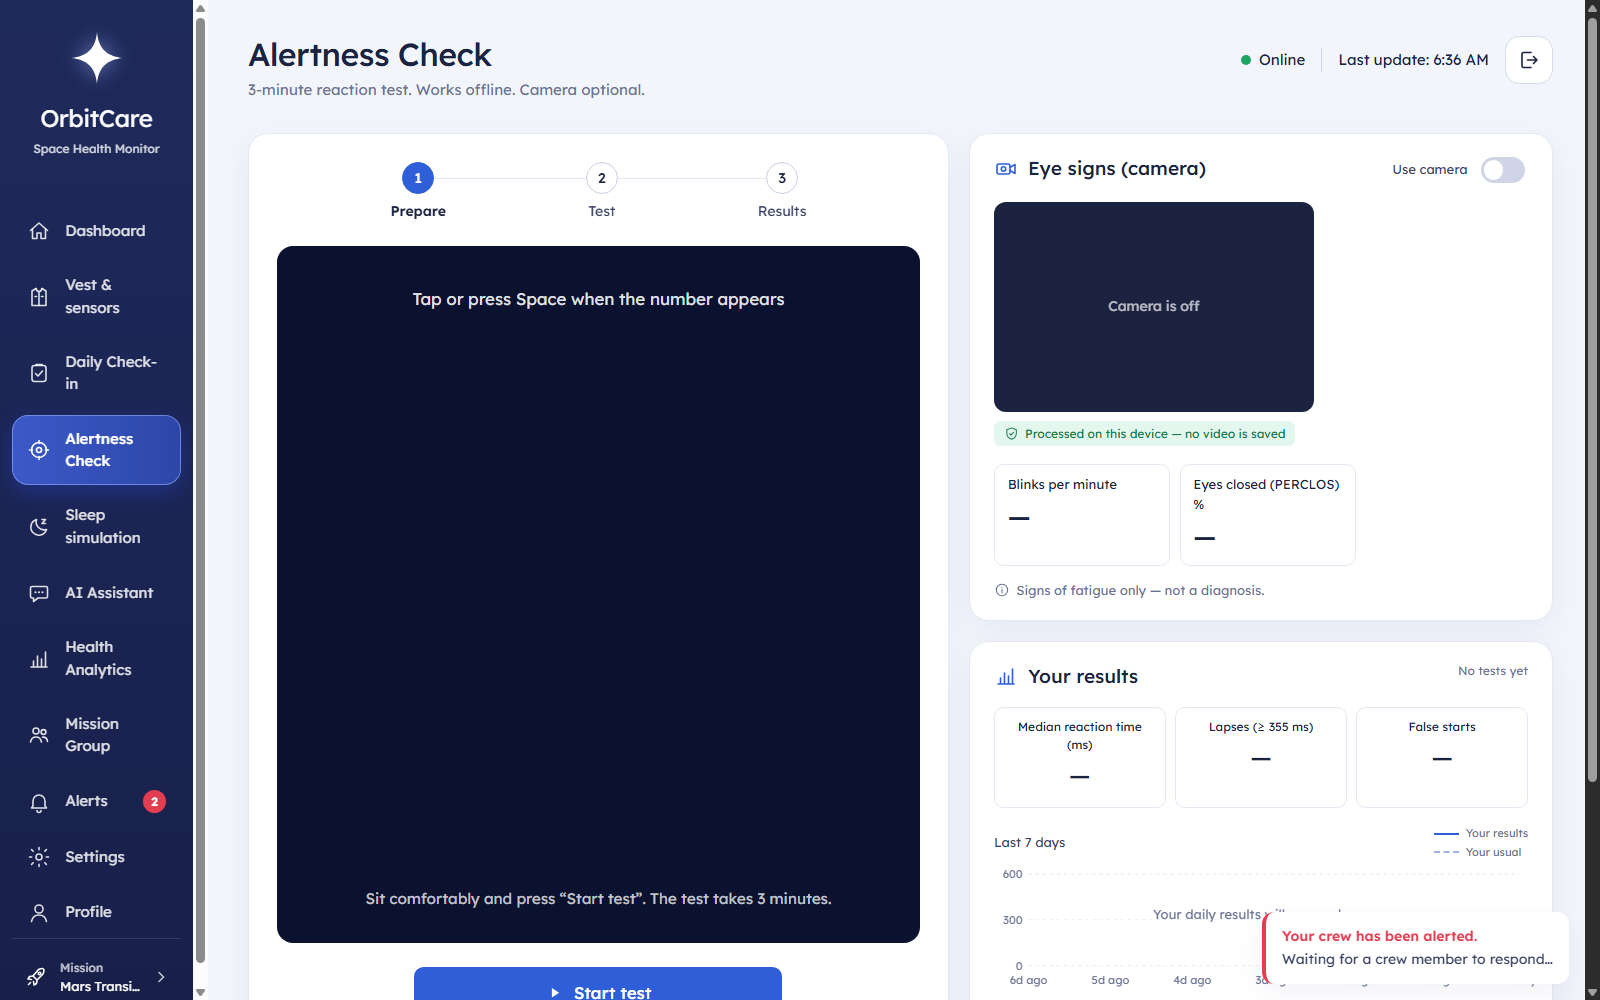 OrbitCare
Space Health Monitor
Dashboard
Vest &
sensors
Daily Check-
in
Alertness
Check
Sleep
simulation
AI Assistant
Health
Analytics
Mission
Group
Alerts
2
Settings
Profile
Mission
Mars Transi...
Alertness Check
3-minute reaction test. Works offline. Camera optional.
Online
Last update: 6:36 AM
1
2
3
Prepare
Test
Results
Tap or press Space when the number appears
Sit comfortably and press “Start test”. The test takes 3 minutes.
Start test
Eye signs (camera)
Use camera
Camera is off
Processed on this device — no video is saved
Blinks per minute
—
Eyes closed (PERCLOS)
%
—
Signs of fatigue only — not a diagnosis.
Your results
No tests yet
Median reaction time
(ms)
—
Lapses (≥ 355 ms)
—
False starts
—
Last 7 days
Your results
Your usual
600
300
0
Your daily results
6d ago
5d ago
4d ago
Your crew has been alerted.
Waiting for a crew member to respond...